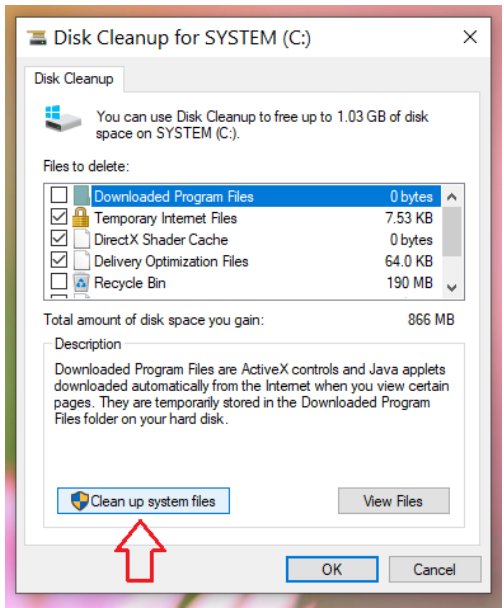 Disk Cleanup for SYSTEM (C:)
Disk Cleanup
You can use Disk Cleanup to free up to 1.03 GB of disk
space on SYSTEM (C:).
Files to delete:
Downloaded Program Files 0 bytes
Temporary Internet Files 7.53 KB
DirectX Shader Cache 0 bytes
Delivery Optimization Files 64.0 KB
Recycle Bin 190 MB
Total amount of disk space you gain: 866 MB
Description
Downloaded Program Files are ActiveX controls and Java applets
downloaded automatically from the Internet when you view certain
pages. They are temporarily stored in the Downloaded Program
Files folder on your hard disk.
Clean up system files View Files
OK Cancel